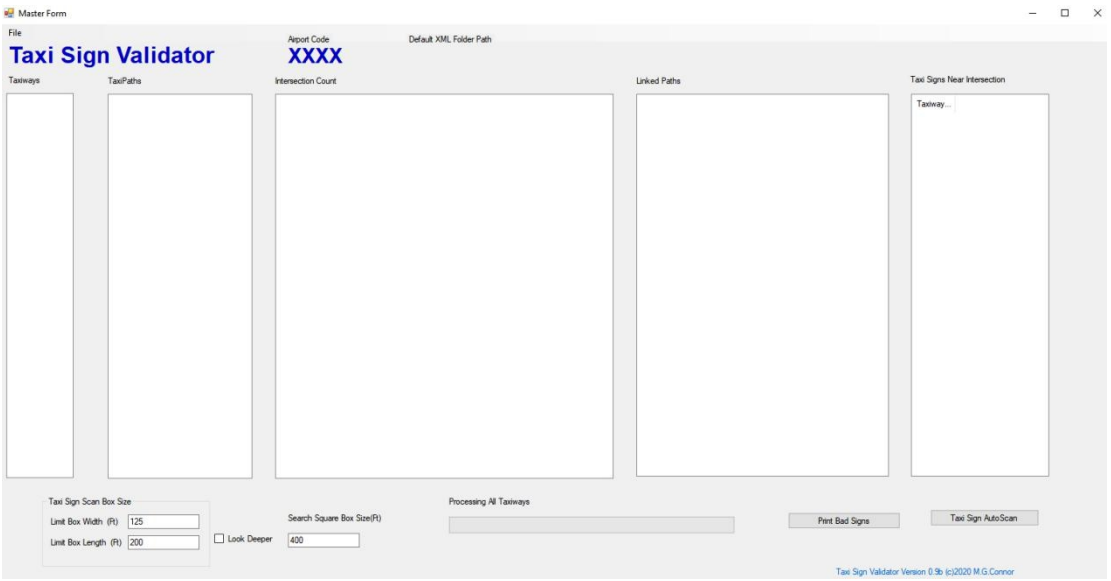 Master Form
File
Taxi Sign Validator
Airport Code
XXXX
Default XML Folder Path
Taxiways
TaxiPaths
Intersection Count
Linked Paths
Taxi Signs Near Intersection
Taxiway...
Taxi Sign Scan Box Size
Limit Box Width (Ft) 125
Limit Box Length (Ft) 200
Look Deeper
Search Square Box Size(Ft)
400
Processing All Taxiways
Print Bad Signs
Taxi Sign AutoScan
Taxi Sign Validator Version 0.9b (c)2020 M.G.Connor